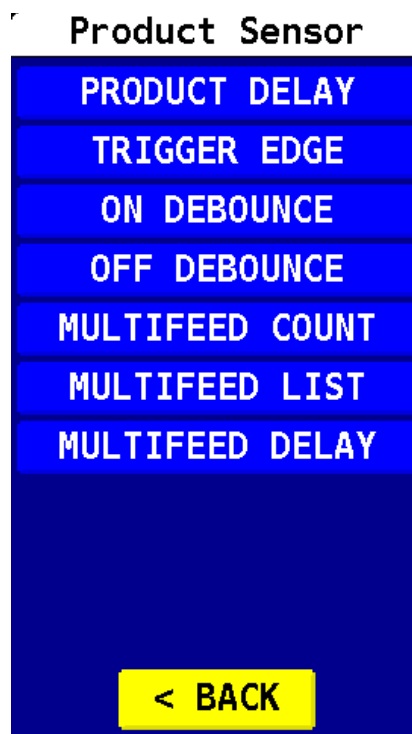 Product Sensor
PRODUCT DELAY
TRIGGER EDGE
ON DEBOUNCE
OFF DEBOUNCE
MULTIFEED COUNT
MULTIFEED LIST
MULTIFEED DELAY
< BACK